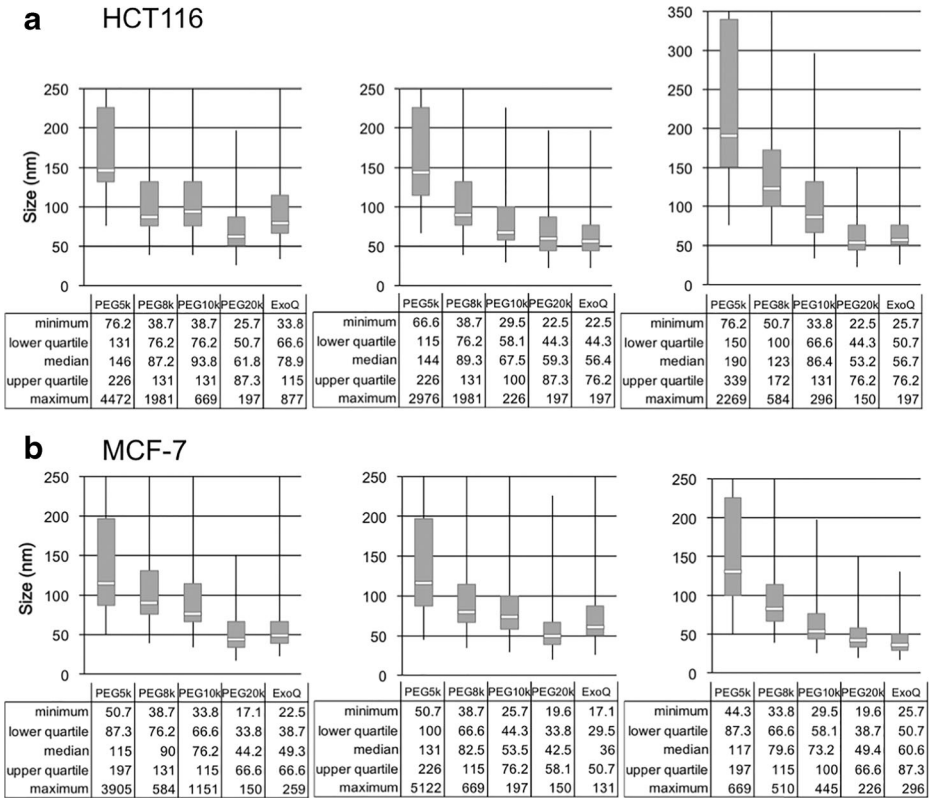 a HCT116
Size (nm)
250
200
150
100
50
0
PEG5k PEG8k PEG10k PEG20k ExoQ
minimum 76.2 38.7 38.7 25.7 33.8
lower quartile 131 76.2 76.2 50.7 66.6
median 146 87.2 93.8 61.8 78.9
upper quartile 226 131 131 87.3 115
maximum 4472 1981 669 197 877
250
200
150
100
50
0
PEG5k PEG8k PEG10k PEG20k ExoQ
minimum 66.6 38.7 29.5 22.5 22.5
lower quartile 115 76.2 58.1 44.3 44.3
median 144 89.3 67.5 59.3 56.4
upper quartile 226 131 100 87.3 76.2
maximum 2976 1981 226 197 197
350
300
250
200
150
100
50
0
PEG5k PEG8k PEG10k PEG20k ExoQ
minimum 76.2 50.7 33.8 22.5 25.7
lower quartile 150 100 66.6 44.3 50.7
median 190 123 86.4 53.2 56.7
upper quartile 339 172 131 76.2 76.2
maximum 2269 584 296 150 197
b MCF-7
Size (nm)
250
200
150
100
50
0
PEG5k PEG8k PEG10k PEG20k ExoQ
minimum 50.7 38.7 33.8 17.1 22.5
lower quartile 87.3 76.2 66.6 33.8 38.7
median 115 90 76.2 44.2 49.3
upper quartile 197 131 115 66.6 66.6
maximum 3905 584 1151 150 259
250
200
150
100
50
0
PEG5k PEG8k PEG10k PEG20k ExoQ
minimum 50.7 38.7 25.7 19.6 17.1
lower quartile 100 66.6 44.3 33.8 29.5
median 131 82.5 53.5 42.5 36
upper quartile 226 115 76.2 58.1 50.7
maximum 5122 669 197 150 131
250
200
150
100
50
0
PEG5k PEG8k PEG10k PEG20k ExoQ
minimum 44.3 33.8 29.5 19.6 25.7
lower quartile 87.3 66.6 58.1 38.7 50.7
median 117 79.6 73.2 49.4 60.6
upper quartile 197 115 100 66.6 87.3
maximum 669 510 445 226 296